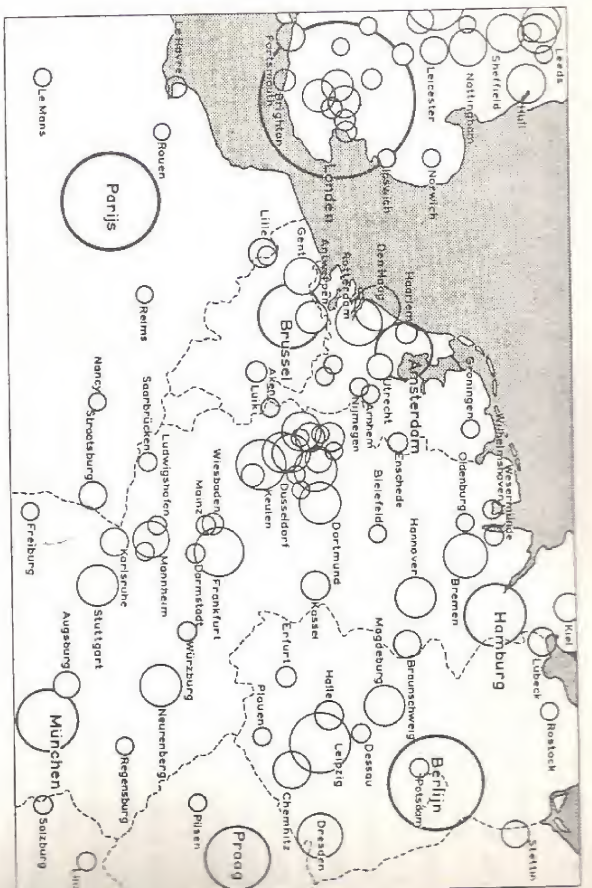 Leeds
Hull
Sheffield
Nottingham
Leicester
Norwich
Ipswich
Londen
Brighton
Portsmouth
Le Havre
Rouen
Le Mans
Parijs
Reims
Lille
Gent
Antwerpen
Brussel
Rotterdam
Den Haag
Haarlem
Amsterdam
Utrecht
Arnhem
Nijmegen
Groningen
Enschede
Aken
Luik
Nancy
Straatsburg
Saarbrücken
Ludwigshafen
Mannheim
Karlsruhe
Freiburg
Stuttgart
Wiesbaden
Mainz
Frankfurt
Darmstadt
Keulen
Düsseldorf
Dortmund
Bielefeld
Wilhelmshaven
Wesermünde
Oldenburg
Bremen
Hannover
Kassel
Hamburg
Kiel
Lübeck
Rostock
Braunschweig
Magdeburg
Erfurt
Halle
Leipzig
Dessau
Plauen
Chemnitz
Dresden
Berlijn
Potsdam
Stettin
Würzburg
Neurenberg
Augsburg
München
Regensburg
Salzburg
Pilsen
Praag